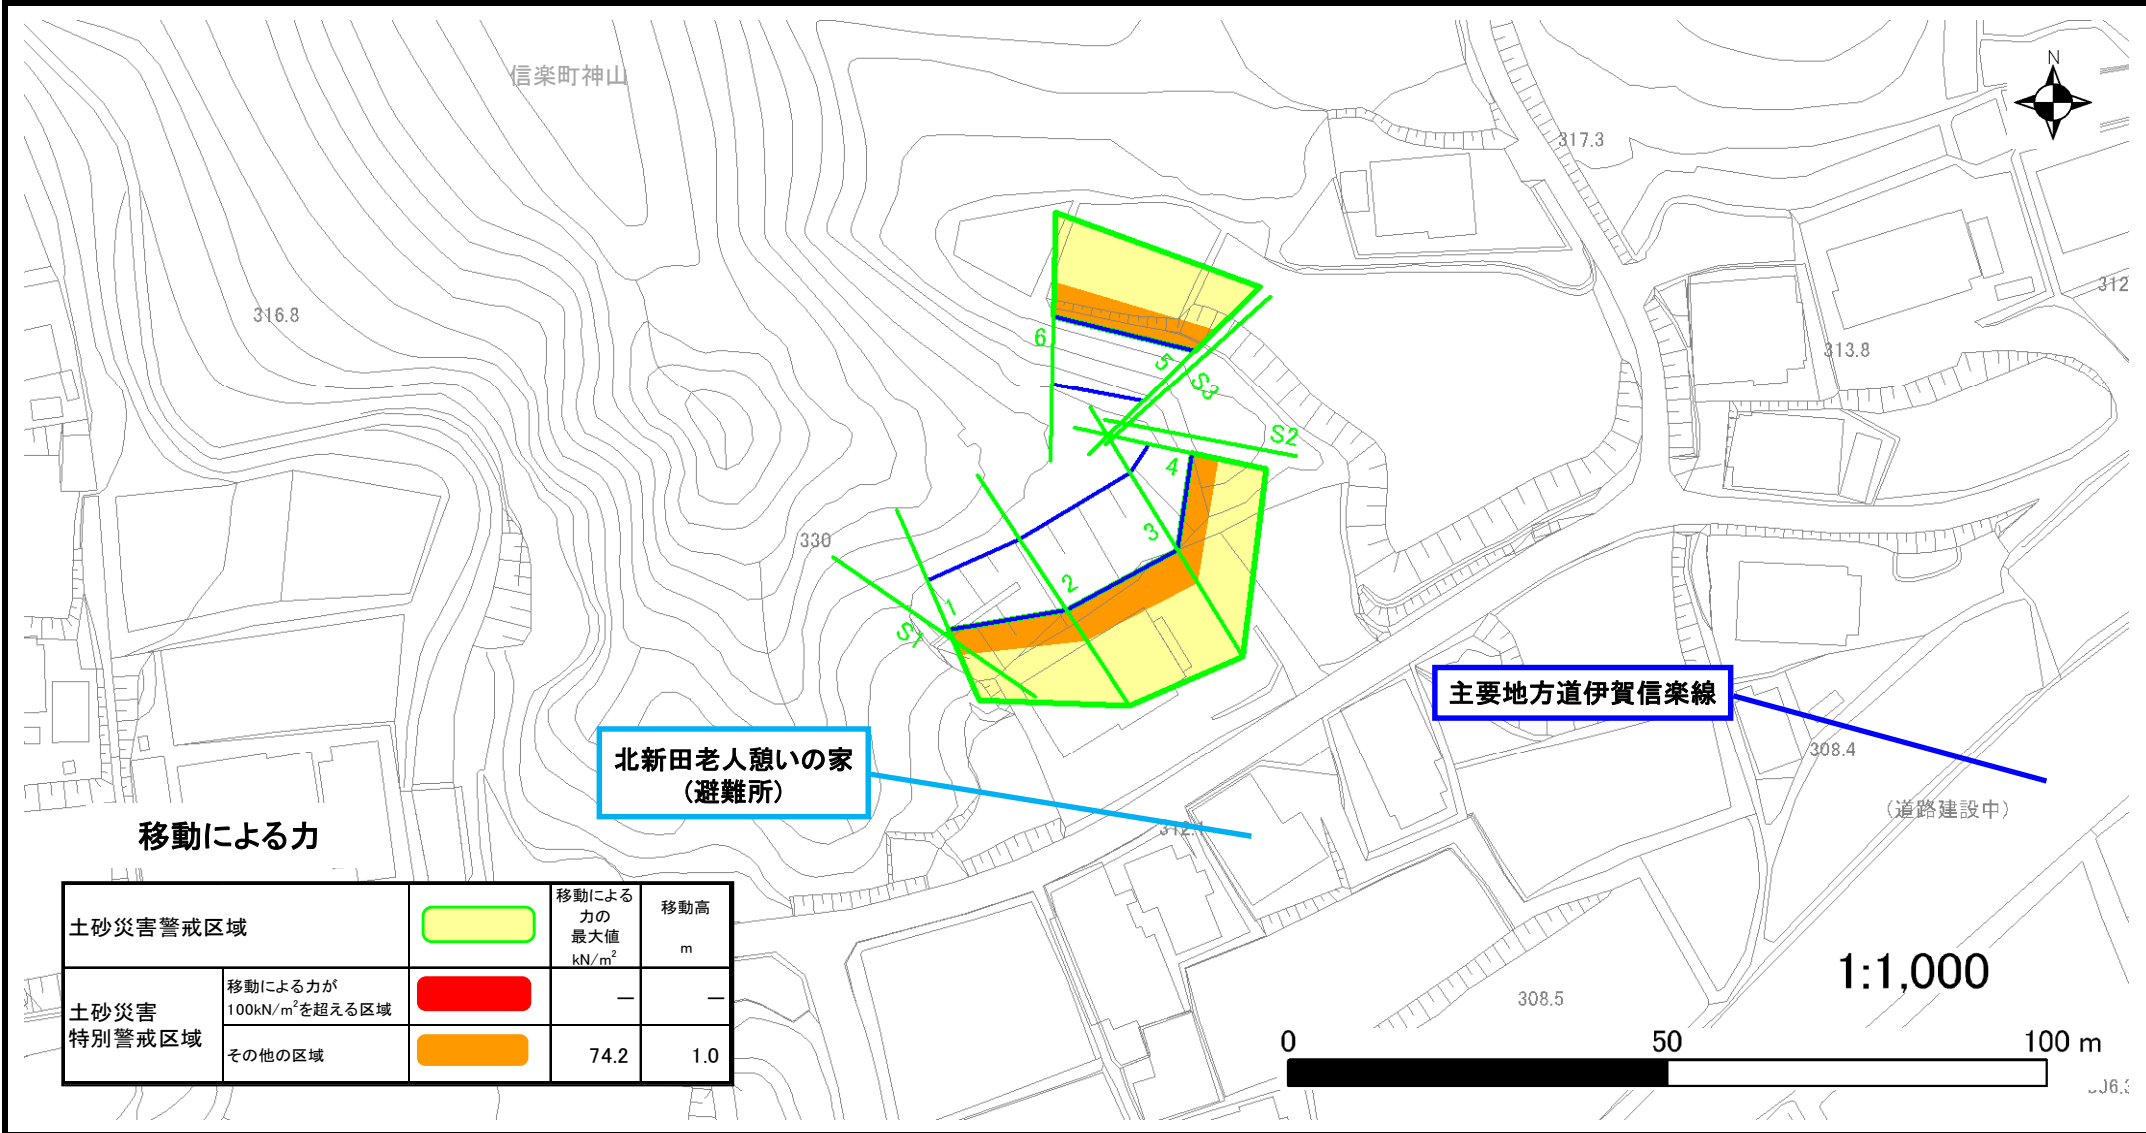 信楽町神山
N
317.3
316.8
312
313.8
6
5
S3
S2
4
3
330
2
1
S1
主要地方道伊賀信楽線
北新田老人憩いの家
(避難所)
308.4
(道路建設中)
312.1
移動による力
土砂災害警戒区域
移動による
力の
最大値
kN/m²
移動高
m
土砂災害
特別警戒区域
移動による力が
100kN/m²を超える区域
－
－
その他の区域
74.2
1.0
308.5
1:1,000
0
50
100 m